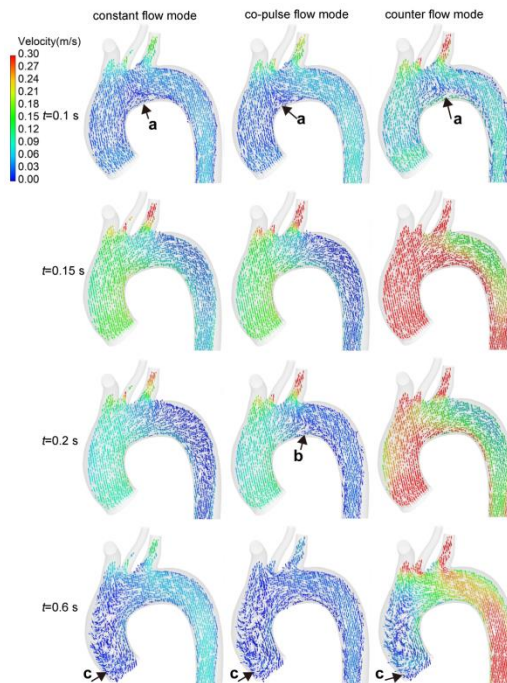 constant flow mode co-pulse flow mode counter flow mode
Velocity(m/s)
0.30
0.27
0.24
0.21
0.18
0.15
0.12
0.09
0.06
0.03
0.00
t=0.1 s
a a a
t=0.15 s
t=0.2 s
b
t=0.6 s
c c c